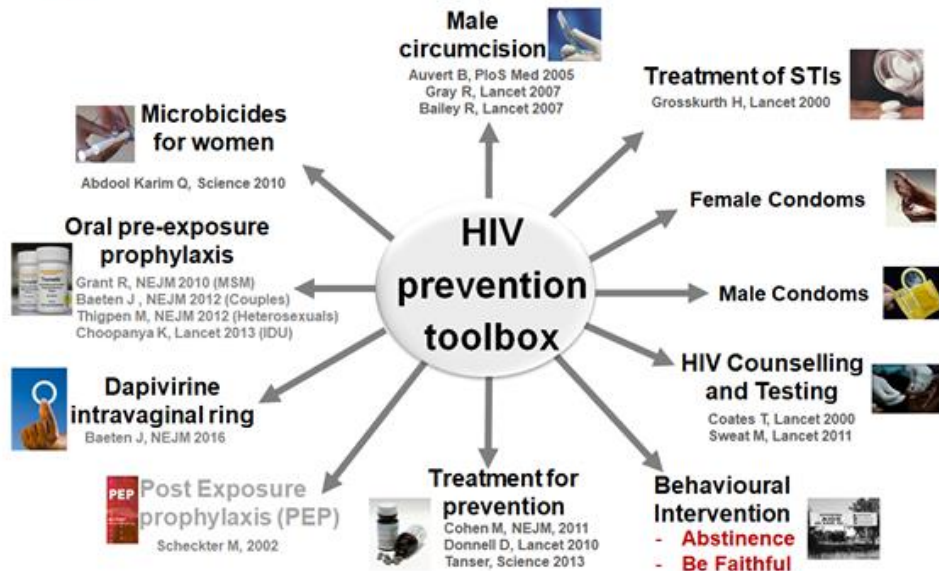 Male
circumcision
Auvert B, PloS Med 2005
Gray R, Lancet 2007
Bailey R, Lancet 2007
Treatment of STIs
Grosskurth H, Lancet 2000
Female Condoms
Male Condoms
HIV Counselling
and Testing
Coates T, Lancet 2000
Sweat M, Lancet 2011
Behavioural
Intervention
- Abstinence
- Be Faithful
Treatment for
prevention
Cohen M, NEJM, 2011
Donnell D, Lancet 2010
Tanser, Science 2013
PEP
Post Exposure
prophylaxis (PEP)
Scheckter M, 2002
Dapivirine
intravaginal ring
Baeten J, NEJM 2016
Oral pre-exposure
prophylaxis
Grant R, NEJM 2010 (MSM)
Baeten J , NEJM 2012 (Couples)
Thigpen M, NEJM 2012 (Heterosexuals)
Choopanya K, Lancet 2013 (IDU)
Microbicides
for women
Abdool Karim Q, Science 2010
HIV
prevention
toolbox